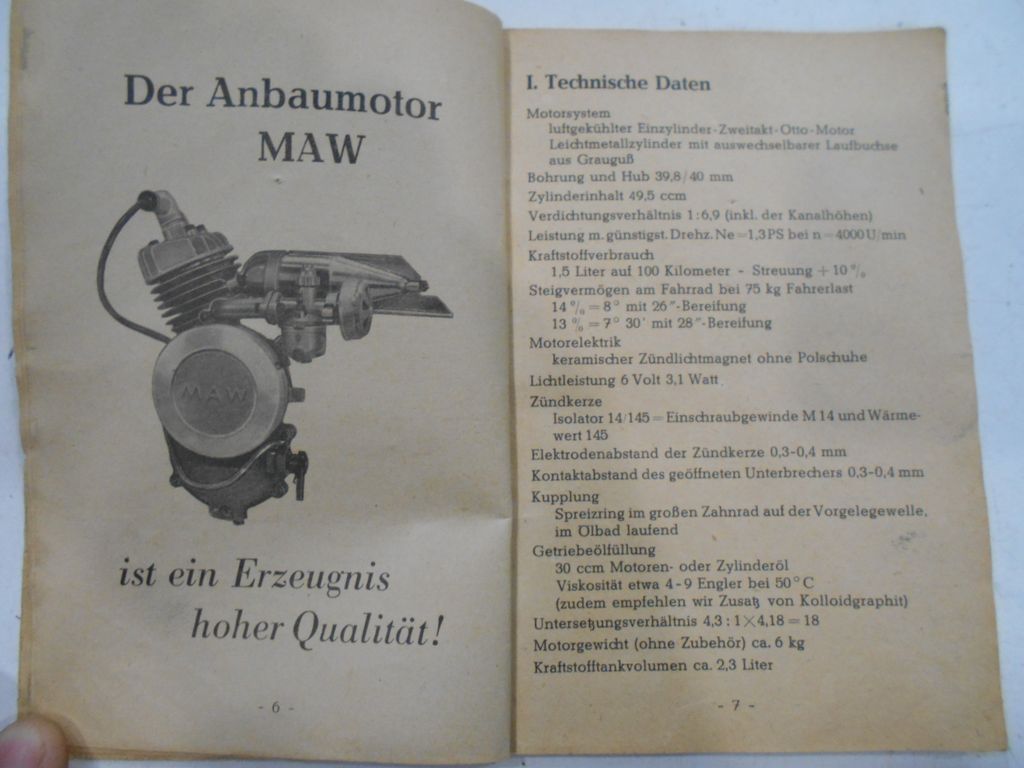 Der Anbaumotor
MAW
MAW
ist ein Erzeugnis
hoher Qualität!
- 6 -
I. Technische Daten
Motorsystem
luftgekühlter Einzylinder-Zweitakt-Otto-Motor
Leichtmetallzylinder mit auswechselbarer Laufbuchse
aus Grauguß
Bohrung und Hub 39,8/40 mm
Zylinderinhalt 49,5 ccm
Verdichtungsverhältnis 1:6,9 (inkl. der Kanalhöhen)
Leistung m. günstigst. Drehz. Ne = 1,3 PS bei n = 4000 U/min
Kraftstoffverbrauch
1,5 Liter auf 100 Kilometer - Streuung + 10 %
Steigvermögen am Fahrrad bei 75 kg Fahrerlast
14 % = 8° mit 26"-Bereifung
13 % = 7° 30' mit 28"-Bereifung
Motorelektrik
keramischer Zündlichtmagnet ohne Polschuhe
Lichtleistung 6 Volt 3,1 Watt
Zündkerze
Isolator 14/145 = Einschraubgewinde M 14 und Wärme-
wert 145
Elektrodenabstand der Zündkerze 0,3-0,4 mm
Kontaktabstand des geöffneten Unterbrechers 0,3-0,4 mm
Kupplung
Spreizring im großen Zahnrad auf der Vorgelegewelle,
im Ölbad laufend
Getriebeölfüllung
30 ccm Motoren- oder Zylinderöl
Viskosität etwa 4-9 Engler bei 50° C
(zudem empfehlen wir Zusatz von Kolloidgraphit)
Untersetzungsverhältnis 4,3 : 1 × 4,18 = 18
Motorgewicht (ohne Zubehör) ca. 6 kg
Kraftstofftankvolumen ca. 2,3 Liter
- 7 -